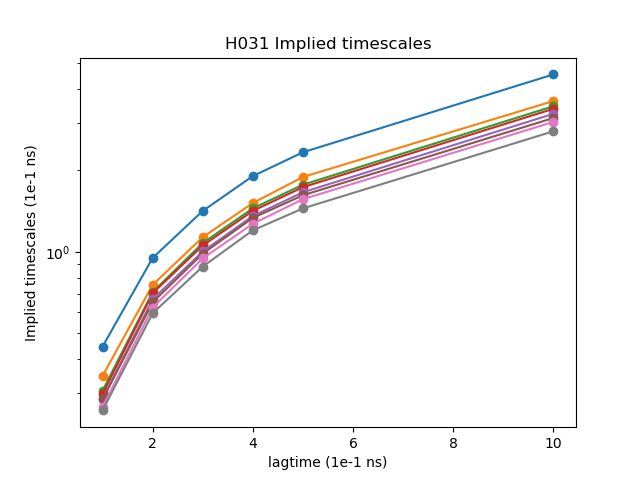 H031 Implied timescales
Implied timescales (1e-1 ns)
10⁰
2
4
6
8
10
lagtime (1e-1 ns)